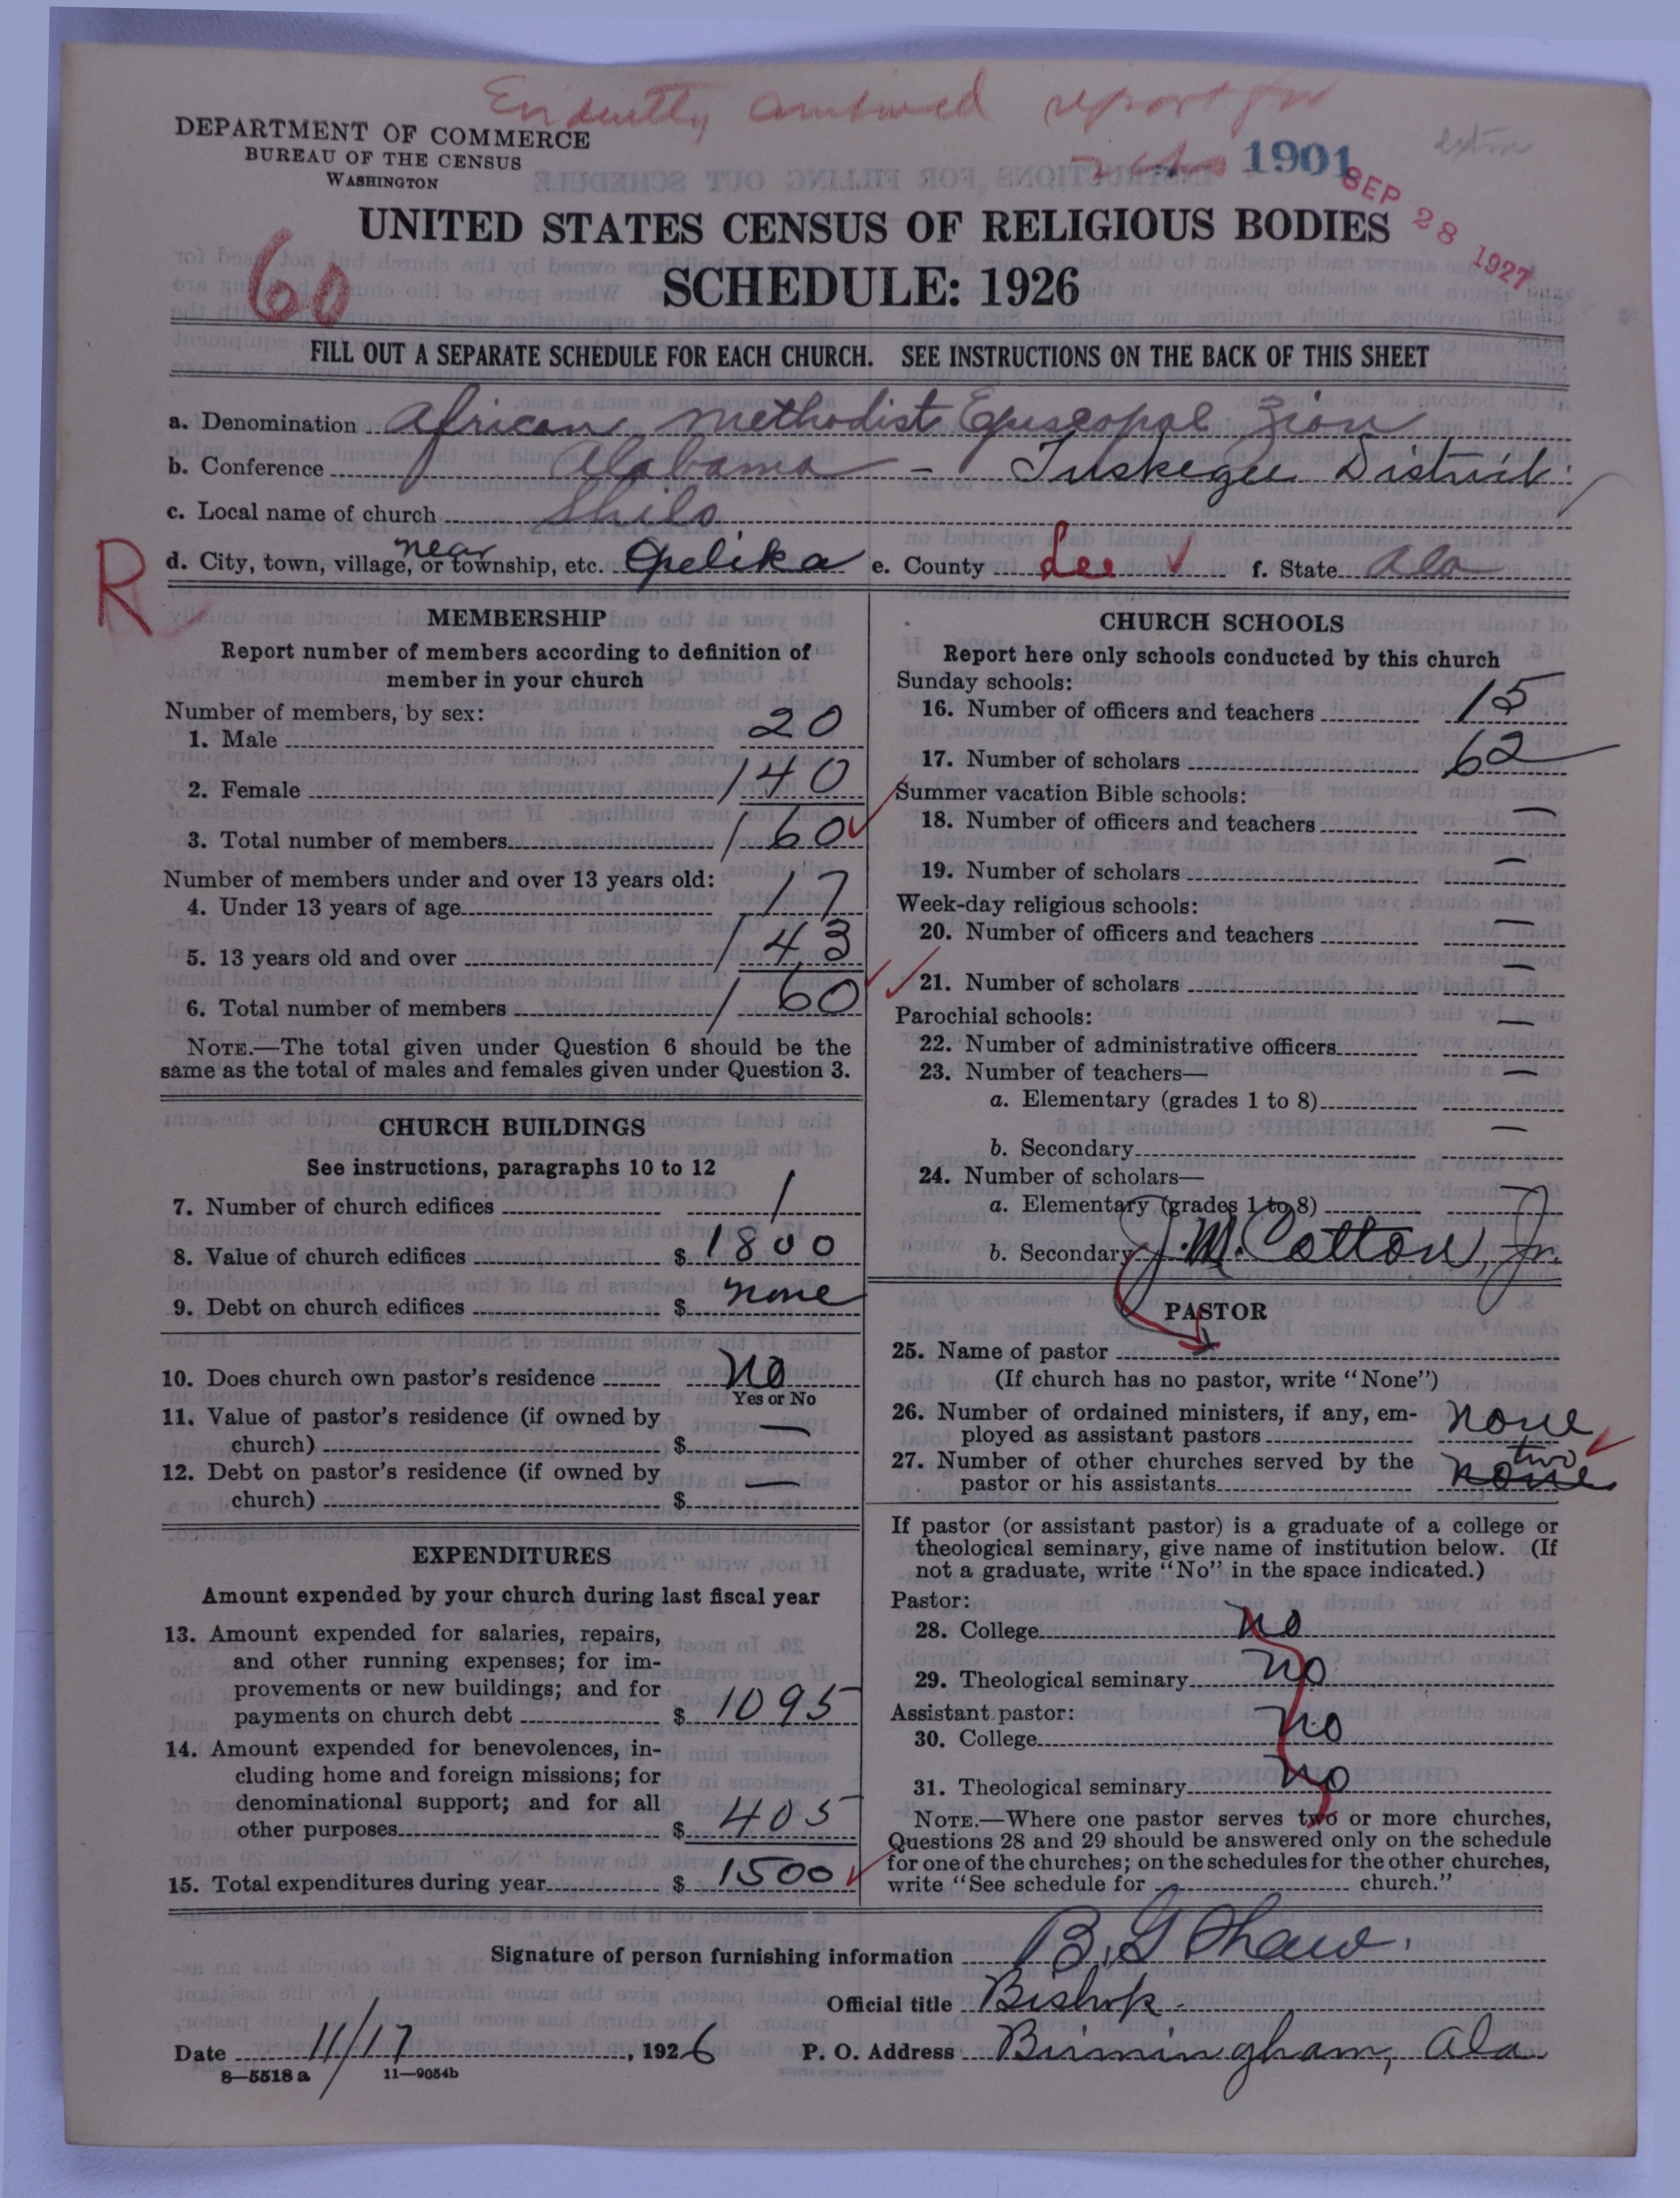 Evidently combined report for
2 chs 1901
extra
SEP 28 1927
DEPARTMENT OF COMMERCE
BUREAU OF THE CENSUS
WASHINGTON
UNITED STATES CENSUS OF RELIGIOUS BODIES
SCHEDULE: 1926
60
FILL OUT A SEPARATE SCHEDULE FOR EACH CHURCH. SEE INSTRUCTIONS ON THE BACK OF THIS SHEET
a. Denomination African Methodist Episcopal Zion
b. Conference Alabama - Tuskegee District
c. Local name of church Shilo
near
d. City, town, village, or township, etc. Opelika e. County Lee f. State Ala
R
MEMBERSHIP
Report number of members according to definition of
member in your church
Number of members, by sex:
1. Male 20
2. Female 140
3. Total number of members 160
Number of members under and over 13 years old:
4. Under 13 years of age 17
5. 13 years old and over 143
6. Total number of members 160
NOTE.—The total given under Question 6 should be the
same as the total of males and females given under Question 3.
CHURCH BUILDINGS
See instructions, paragraphs 10 to 12
7. Number of church edifices 1
8. Value of church edifices $ 1800
9. Debt on church edifices $ none
10. Does church own pastor's residence No
Yes or No
11. Value of pastor's residence (if owned by
church) $ —
12. Debt on pastor's residence (if owned by
church) $ —
EXPENDITURES
Amount expended by your church during last fiscal year
13. Amount expended for salaries, repairs,
and other running expenses; for im-
provements or new buildings; and for
payments on church debt $ 1095
14. Amount expended for benevolences, in-
cluding home and foreign missions; for
denominational support; and for all
other purposes $ 405
15. Total expenditures during year $ 1500
CHURCH SCHOOLS
Report here only schools conducted by this church
Sunday schools:
16. Number of officers and teachers 15
17. Number of scholars 62
Summer vacation Bible schools:
18. Number of officers and teachers —
19. Number of scholars —
Week-day religious schools:
20. Number of officers and teachers —
21. Number of scholars —
Parochial schools:
22. Number of administrative officers —
23. Number of teachers—
a. Elementary (grades 1 to 8) —
b. Secondary —
24. Number of scholars—
a. Elementary (grades 1 to 8)
b. Secondary J. M. Cotton, Jr.
PASTOR
25. Name of pastor
(If church has no pastor, write "None")
26. Number of ordained ministers, if any, em-
ployed as assistant pastors none
27. Number of other churches served by the
two
pastor or his assistants none
If pastor (or assistant pastor) is a graduate of a college or
theological seminary, give name of institution below. (If
not a graduate, write "No" in the space indicated.)
Pastor:
28. College no
29. Theological seminary no
Assistant pastor:
30. College no
31. Theological seminary no
NOTE.—Where one pastor serves two or more churches,
Questions 28 and 29 should be answered only on the schedule
for one of the churches; on the schedules for the other churches,
write "See schedule for church."
Signature of person furnishing information B. G. Shaw.
Official title Bishop
Date 11/17, 1926 P. O. Address Birmingham, Ala
8—5518 a 11—9054b